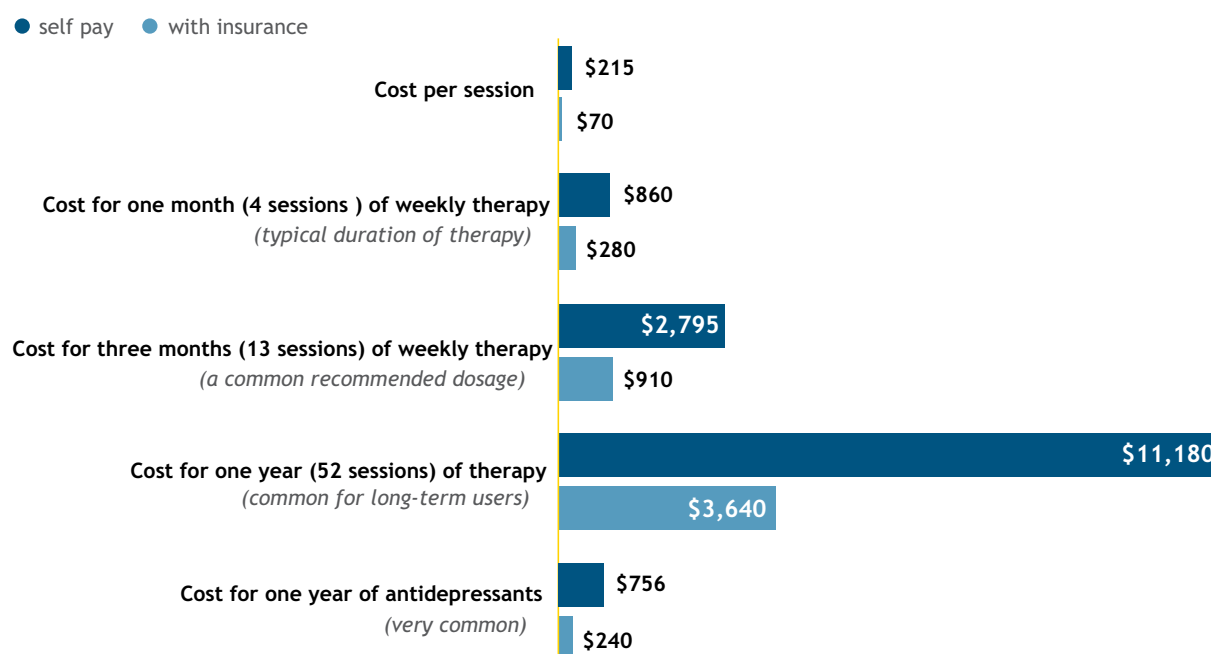 self pay with insurance
$215
Cost per session
$70
$860
Cost for one month (4 sessions ) of weekly therapy
(typical duration of therapy)
$280
$2,795
Cost for three months (13 sessions) of weekly therapy
(a common recommended dosage)
$910
$11,180
Cost for one year (52 sessions) of therapy
(common for long-term users)
$3,640
$756
Cost for one year of antidepressants
(very common)
$240